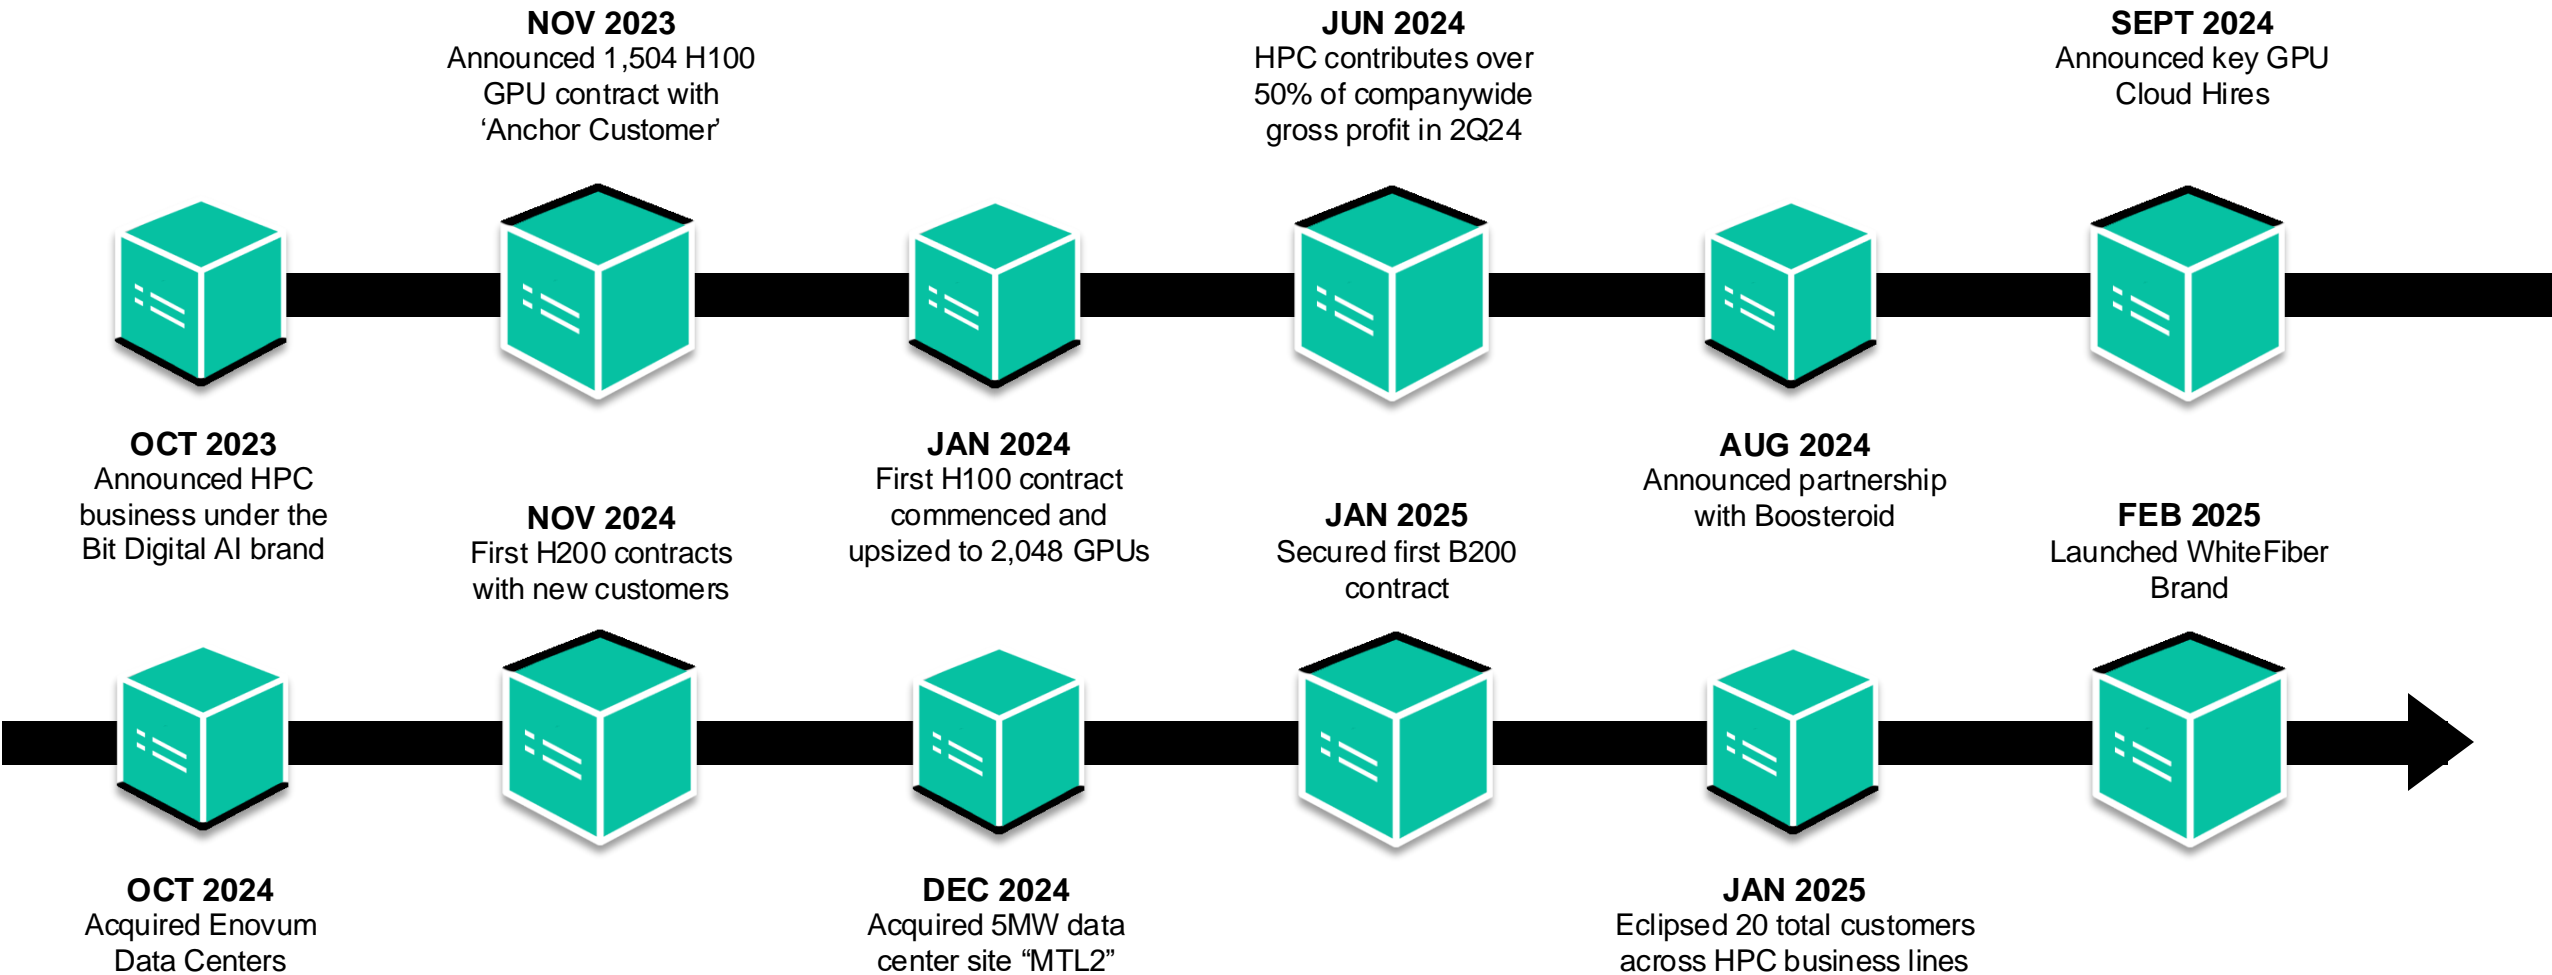 NOV 2023
Announced 1,504 H100
GPU contract with
‘Anchor Customer’
JUN 2024
HPC contributes over
50% of companywide
gross profit in 2Q24
SEPT 2024
Announced key GPU
Cloud Hires
OCT 2023
Announced HPC
business under the
Bit Digital AI brand
JAN 2024
First H100 contract
commenced and
upsized to 2,048 GPUs
AUG 2024
Announced partnership
with Boosteroid
NOV 2024
First H200 contracts
with new customers
JAN 2025
Secured first B200
contract
FEB 2025
Launched WhiteFiber
Brand
OCT 2024
Acquired Enovum
Data Centers
DEC 2024
Acquired 5MW data
center site “MTL2”
JAN 2025
Eclipsed 20 total customers
across HPC business lines